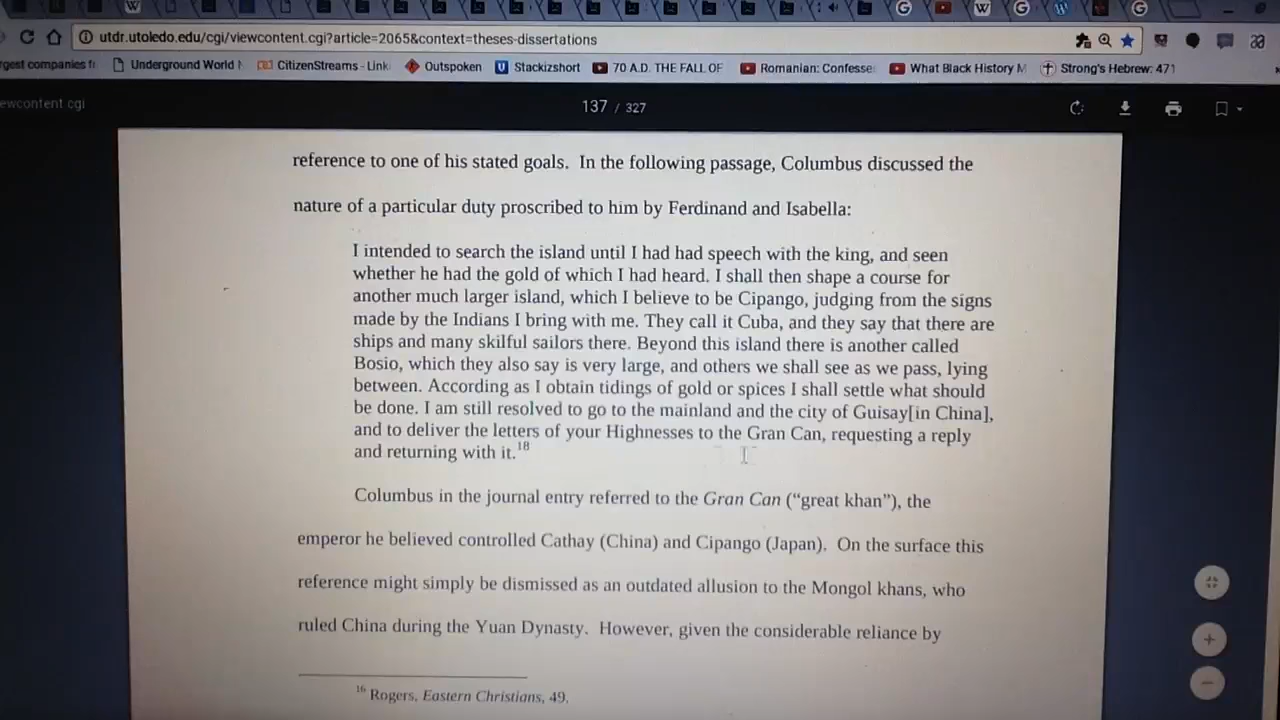 utdr.utoledo.edu/cgi/viewcontent.cgi?article=2065&context=theses-dissertations
rgest companies fi Underground World H CitizenStreams - Link Outspoken Stackizshort 70 A.D. THE FALL OF Romanian: Confesse What Black History M Strong's Hebrew: 471
ewcontent.cgi 137 / 327
reference to one of his stated goals. In the following passage, Columbus discussed the
nature of a particular duty proscribed to him by Ferdinand and Isabella:
I intended to search the island until I had had speech with the king, and seen
whether he had the gold of which I had heard. I shall then shape a course for
another much larger island, which I believe to be Cipango, judging from the signs
made by the Indians I bring with me. They call it Cuba, and they say that there are
ships and many skilful sailors there. Beyond this island there is another called
Bosio, which they also say is very large, and others we shall see as we pass, lying
between. According as I obtain tidings of gold or spices I shall settle what should
be done. I am still resolved to go to the mainland and the city of Guisay[in China],
and to deliver the letters of your Highnesses to the Gran Can, requesting a reply
and returning with it.18
Columbus in the journal entry referred to the Gran Can (“great khan”), the
emperor he believed controlled Cathay (China) and Cipango (Japan). On the surface this
reference might simply be dismissed as an outdated allusion to the Mongol khans, who
ruled China during the Yuan Dynasty. However, given the considerable reliance by
16 Rogers, Eastern Christians, 49.